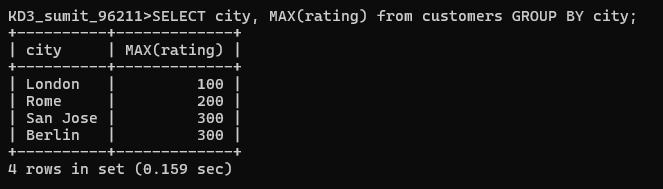 KD3_sumit_96211>SELECT city, MAX(rating) from customers GROUP BY city;
+----------+-------------+
| city     | MAX(rating) |
+----------+-------------+
| London   |         100 |
| Rome     |         200 |
| San Jose |         300 |
| Berlin   |         300 |
+----------+-------------+
4 rows in set (0.159 sec)